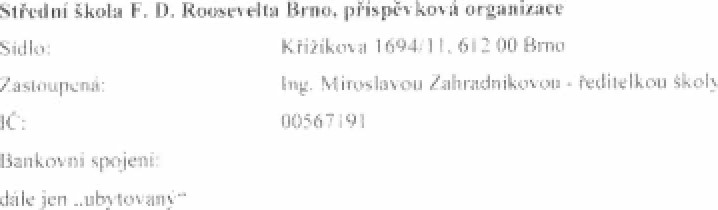 Střední škola F. D. Roosevelta Brno, příspěvková organizace
Sídlo: Křižíkova 1694/11, 612 00 Brno
Zastoupená: Ing. Miroslavou Zahradníkovou - ředitelkou školy
IČ: 00567191
Bankovní spojení:
dále jen „ubytovaný“